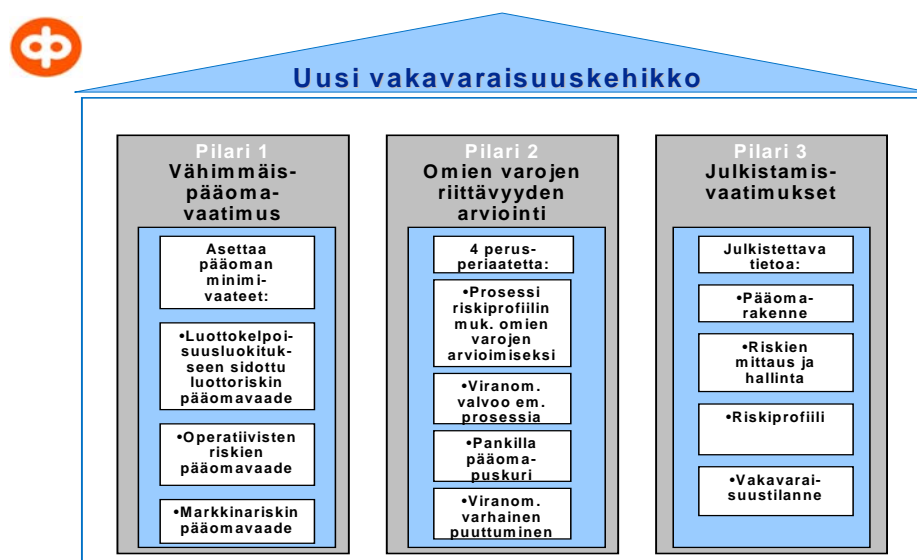 Uusi vakavaraisuuskehikko
Pilari 1
Vähimmäis-
pääoma-
vaatimus
Asettaa
pääoman
minimi-
vaateet:
•Luottokelpoi-
suusluokituk-
seen sidottu
luottoriskin
pääomavaade
•Operatiivisten
riskien
pääomavaade
•Markkinariskin
pääomavaade
Pilari 2
Omien varojen
riittävyyden
arviointi
4 perus-
periaatetta:
•Prosessi
riskiprofiilin
muk. omien
varojen
arvioimiseksi
•Viranom.
valvoo em.
prosessia
•Pankilla
pääoma-
puskuri
•Viranom.
varhainen
puuttuminen
Pilari 3
Julkistamis-
vaatimukset
Julkistettava
tietoa:
•Pääoma-
rakenne
•Riskien
mittaus ja
hallinta
•Riskiprofiili
•Vakavarai-
suustilanne